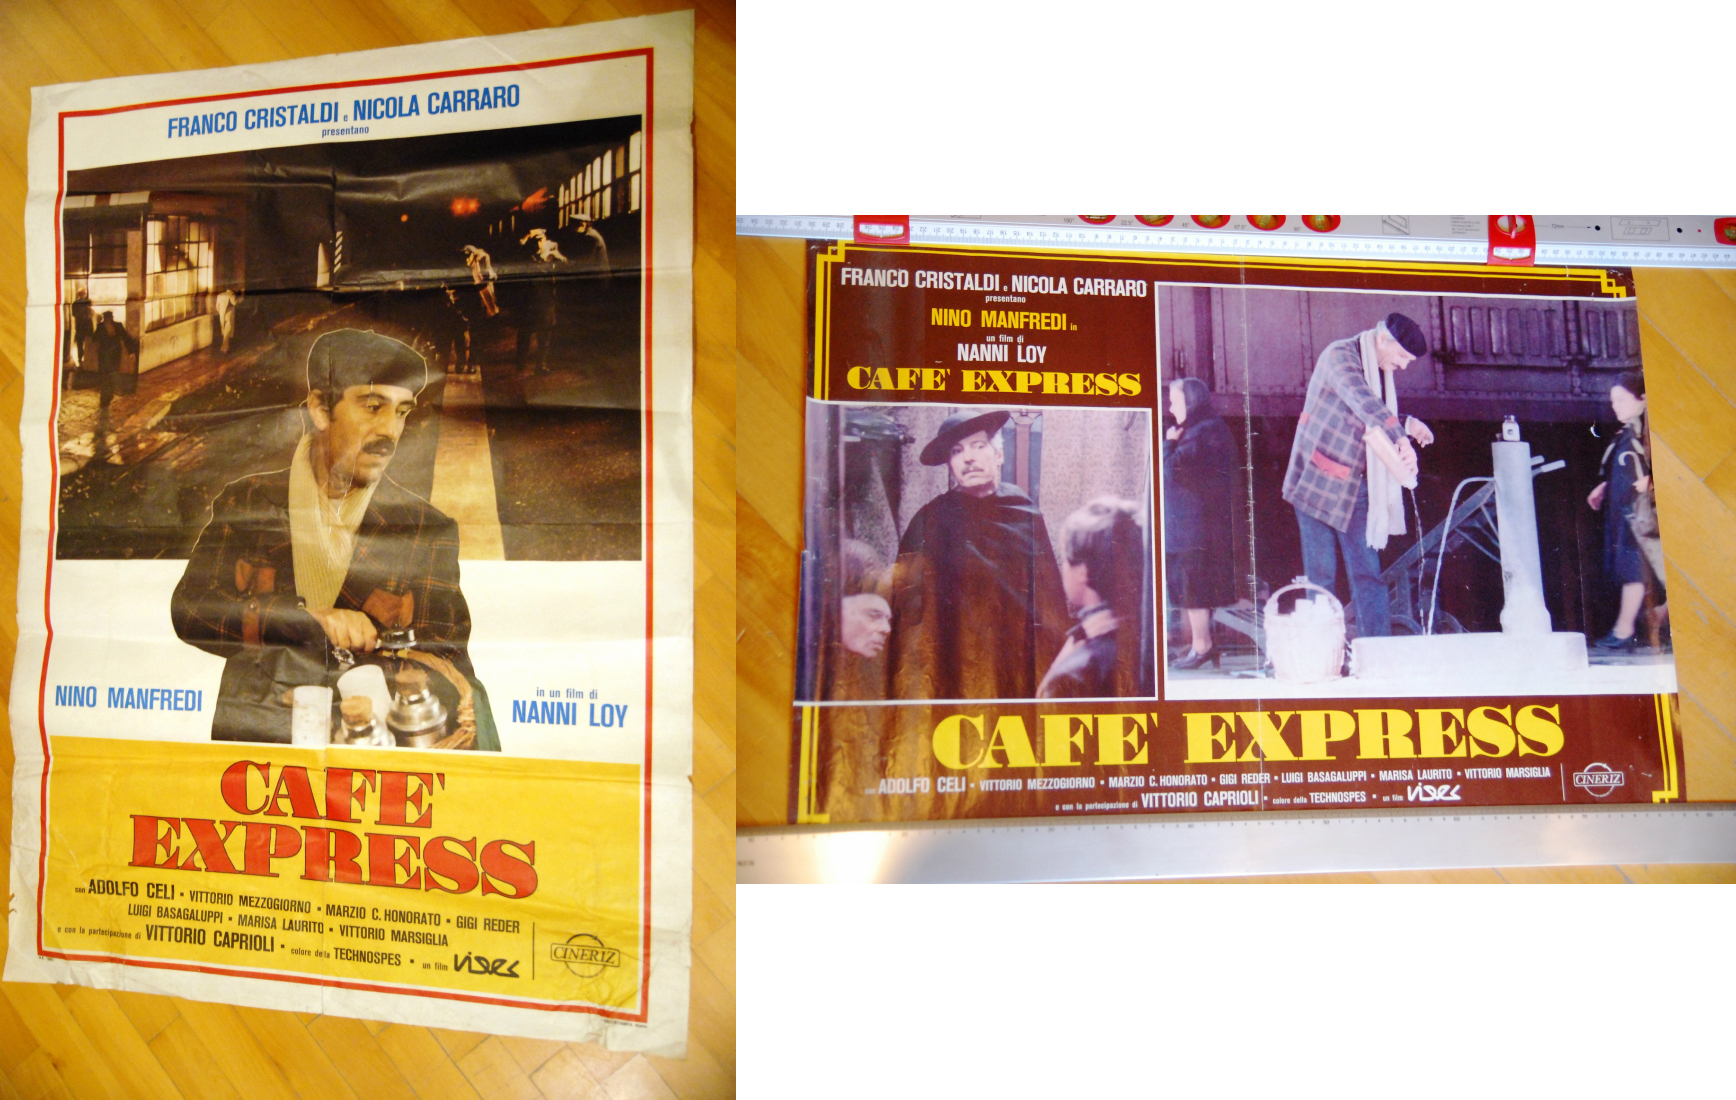 FRANCO CRISTALDI e NICOLA CARRARO
presentano
NINO MANFREDI
in un film di
NANNI LOY
CAFE'
EXPRESS
con ADOLFO CELI • VITTORIO MEZZOGIORNO • MARZIO C. HONORATO • GIGI REDER
LUIGI BASAGALUPPI • MARISA LAURITO • VITTORIO MARSIGLIA
e con la partecipazione di VITTORIO CAPRIOLI • colore della TECHNOSPES • un film vides
CINERIZ
FRANCO CRISTALDI e NICOLA CARRARO
presentano
NINO MANFREDI in
un film di
NANNI LOY
CAFE' EXPRESS
CAFE' EXPRESS
con ADOLFO CELI • VITTORIO MEZZOGIORNO • MARZIO C. HONORATO • GIGI REDER • LUIGI BASAGALUPPI • MARISA LAURITO • VITTORIO MARSIGLIA
e con la partecipazione di VITTORIO CAPRIOLI • colore della TECHNOSPES • un film vides
CINERIZ